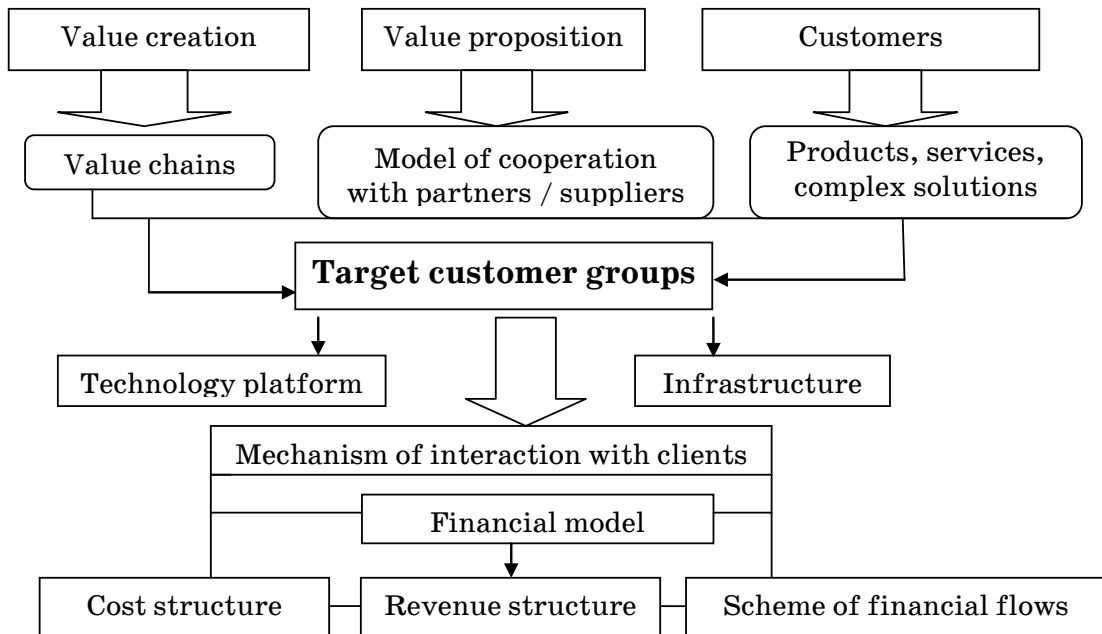 Value creation
Value proposition
Customers
Value chains
Model of cooperation
with partners / suppliers
Products, services,
complex solutions
Target customer groups
Technology platform
Infrastructure
Mechanism of interaction with clients
Financial model
Cost structure
Revenue structure
Scheme of financial flows